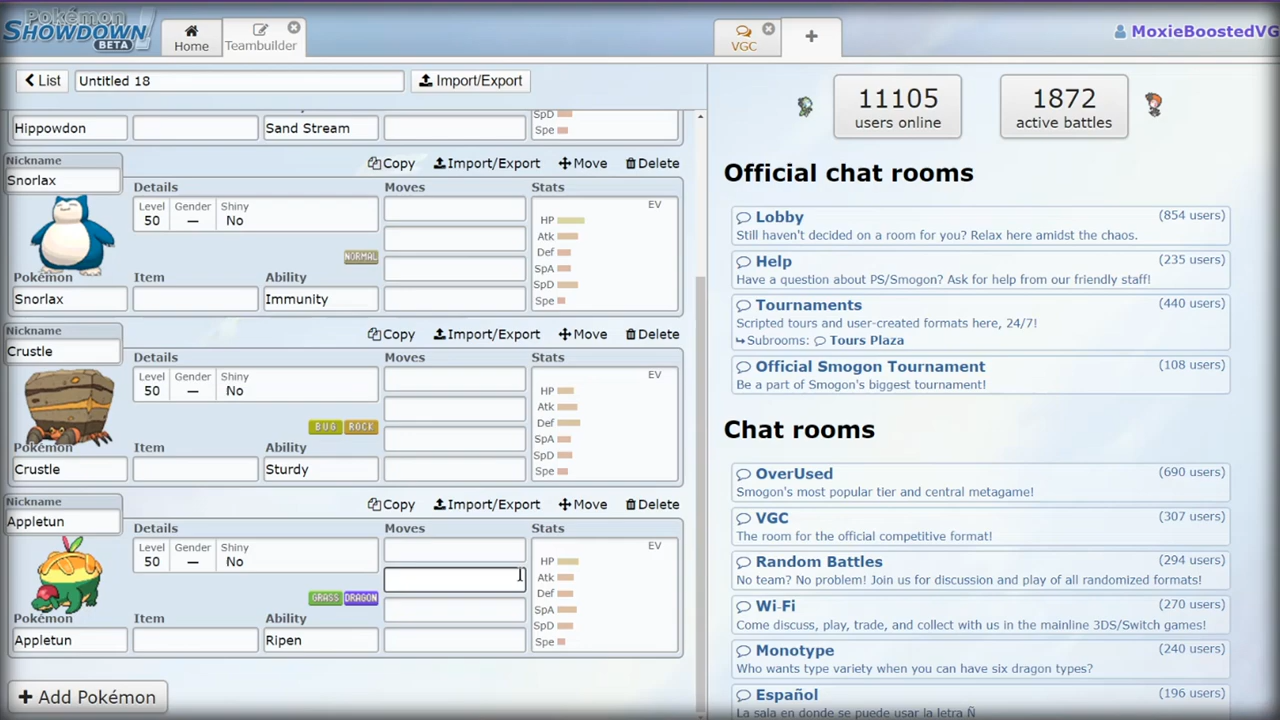 Pokémon
SHOWDOWN!
BETA
Home
Teambuilder
VGC
+
MoxieBoostedVG
List
Untitled 18
Import/Export
Hippowdon
Sand Stream
SpD
Spe
Nickname
Snorlax
Copy Import/Export Move Delete
Details
Moves
Stats
Level Gender Shiny
50 — No
EV
HP
Atk
Def
SpA
SpD
Spe
NORMAL
Pokémon Item Ability
Snorlax Immunity
Nickname
Crustle
Copy Import/Export Move Delete
Details
Moves
Stats
Level Gender Shiny
50 — No
EV
HP
Atk
Def
SpA
SpD
Spe
BUG ROCK
Pokémon Item Ability
Crustle Sturdy
Nickname
Appletun
Copy Import/Export Move Delete
Details
Moves
Stats
Level Gender Shiny
50 — No
EV
HP
Atk
Def
SpA
SpD
Spe
GRASS DRAGON
Pokémon Item Ability
Appletun Ripen
+ Add Pokémon
11105
users online
1872
active battles
Official chat rooms
Lobby (854 users)
Still haven't decided on a room for you? Relax here amidst the chaos.
Help (235 users)
Have a question about PS/Smogon? Ask for help from our friendly staff!
Tournaments (440 users)
Scripted tours and user-created formats here, 24/7!
↳Subrooms: Tours Plaza
Official Smogon Tournament (108 users)
Be a part of Smogon's biggest tournament!
Chat rooms
OverUsed (690 users)
Smogon's most popular tier and central metagame!
VGC (307 users)
The room for the official competitive format!
Random Battles (294 users)
No team? No problem! Join us for discussion and play of all randomized formats!
Wi-Fi (270 users)
Come discuss, play, trade, and collect with us in the mainline 3DS/Switch games!
Monotype (240 users)
Who wants type variety when you can have six dragon types?
Español (196 users)
La sala en donde se puede usar la letra Ñ